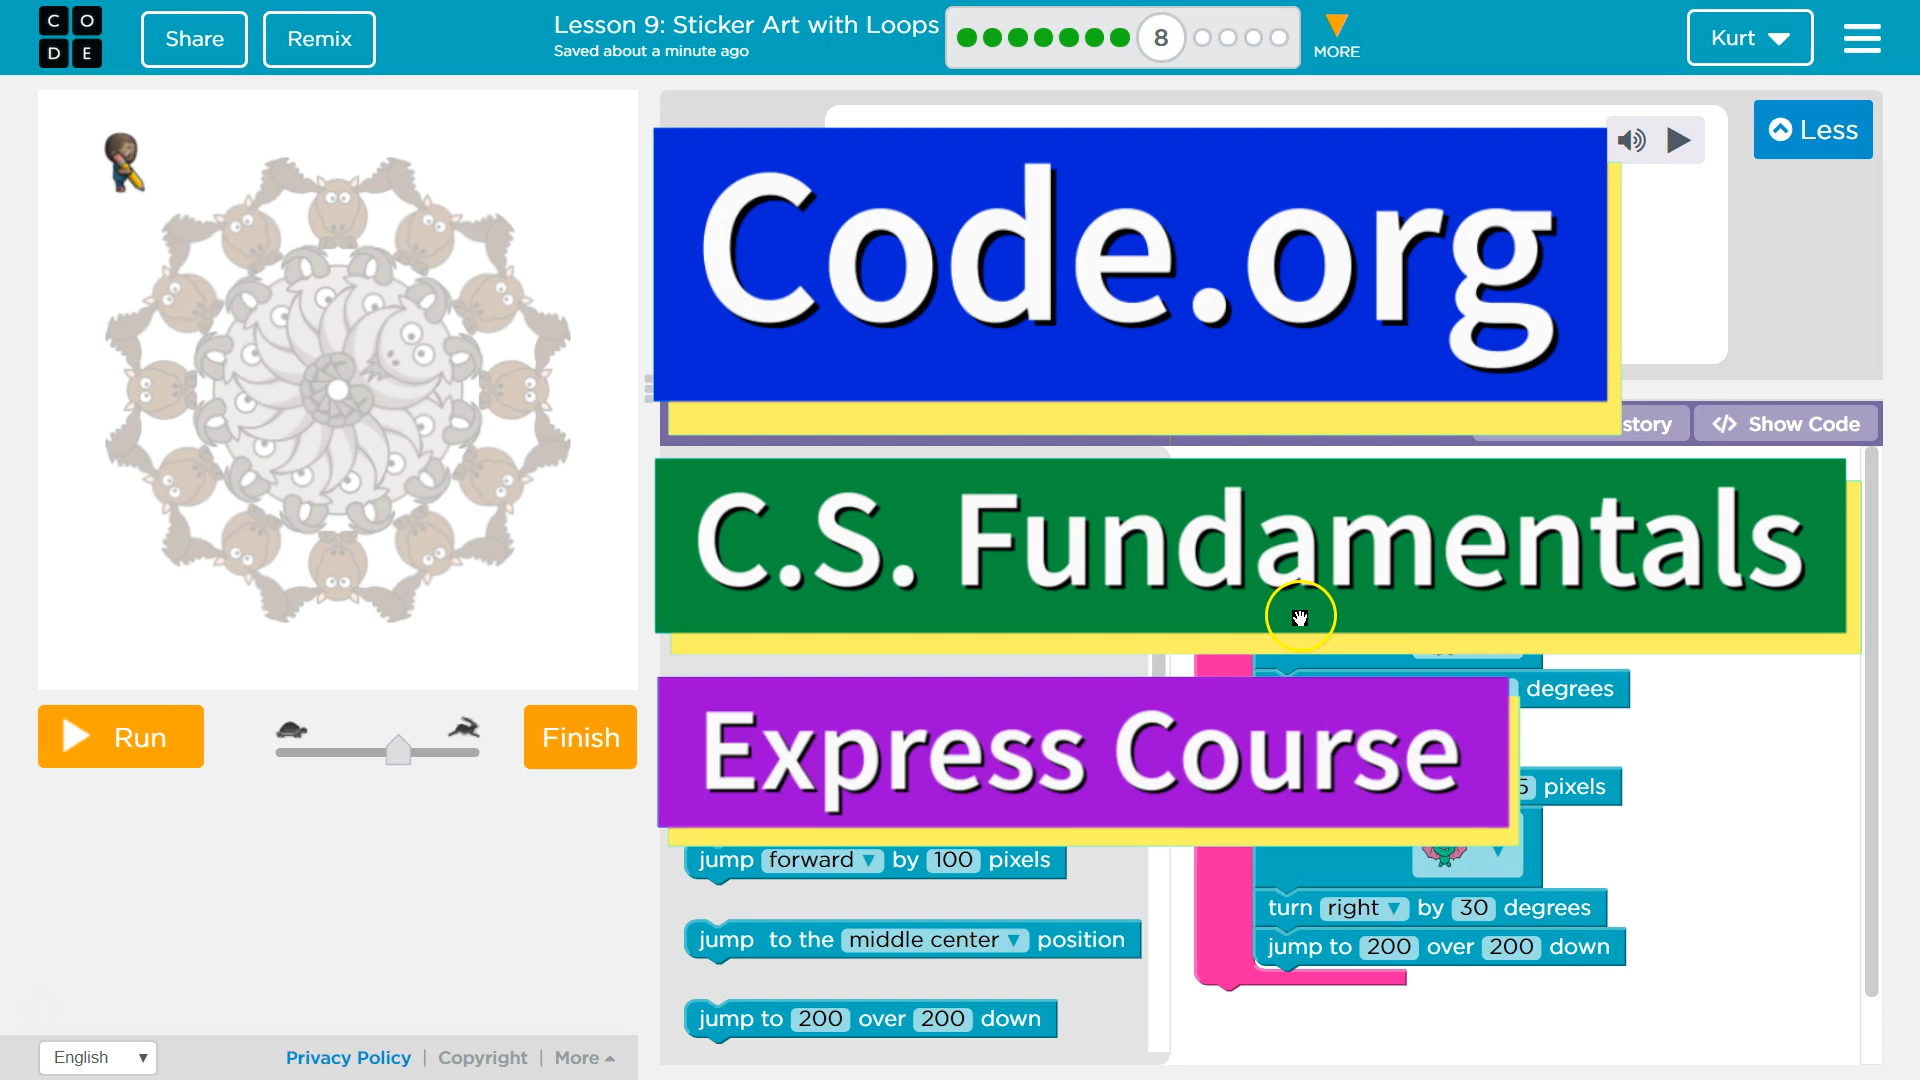 C O
D E
Share
Remix
Lesson 9: Sticker Art with Loops
Saved about a minute ago
8
MORE
Kurt
Less
Code.org
story
</> Show Code
C.S. Fundamentals
degrees
Express Course
pixels
Run
Finish
jump forward by 100 pixels
turn right by 30 degrees
jump to the middle center position
jump to 200 over 200 down
jump to 200 over 200 down
English
Privacy Policy | Copyright | More